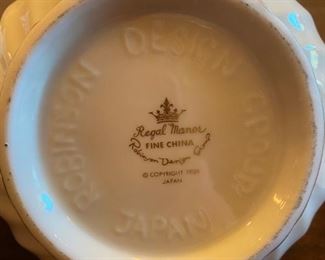 ROBINSON DESIGN GROUP
JAPAN
Regal Manor
FINE CHINA
Robinson Design Group
© COPYRIGHT
JAPAN